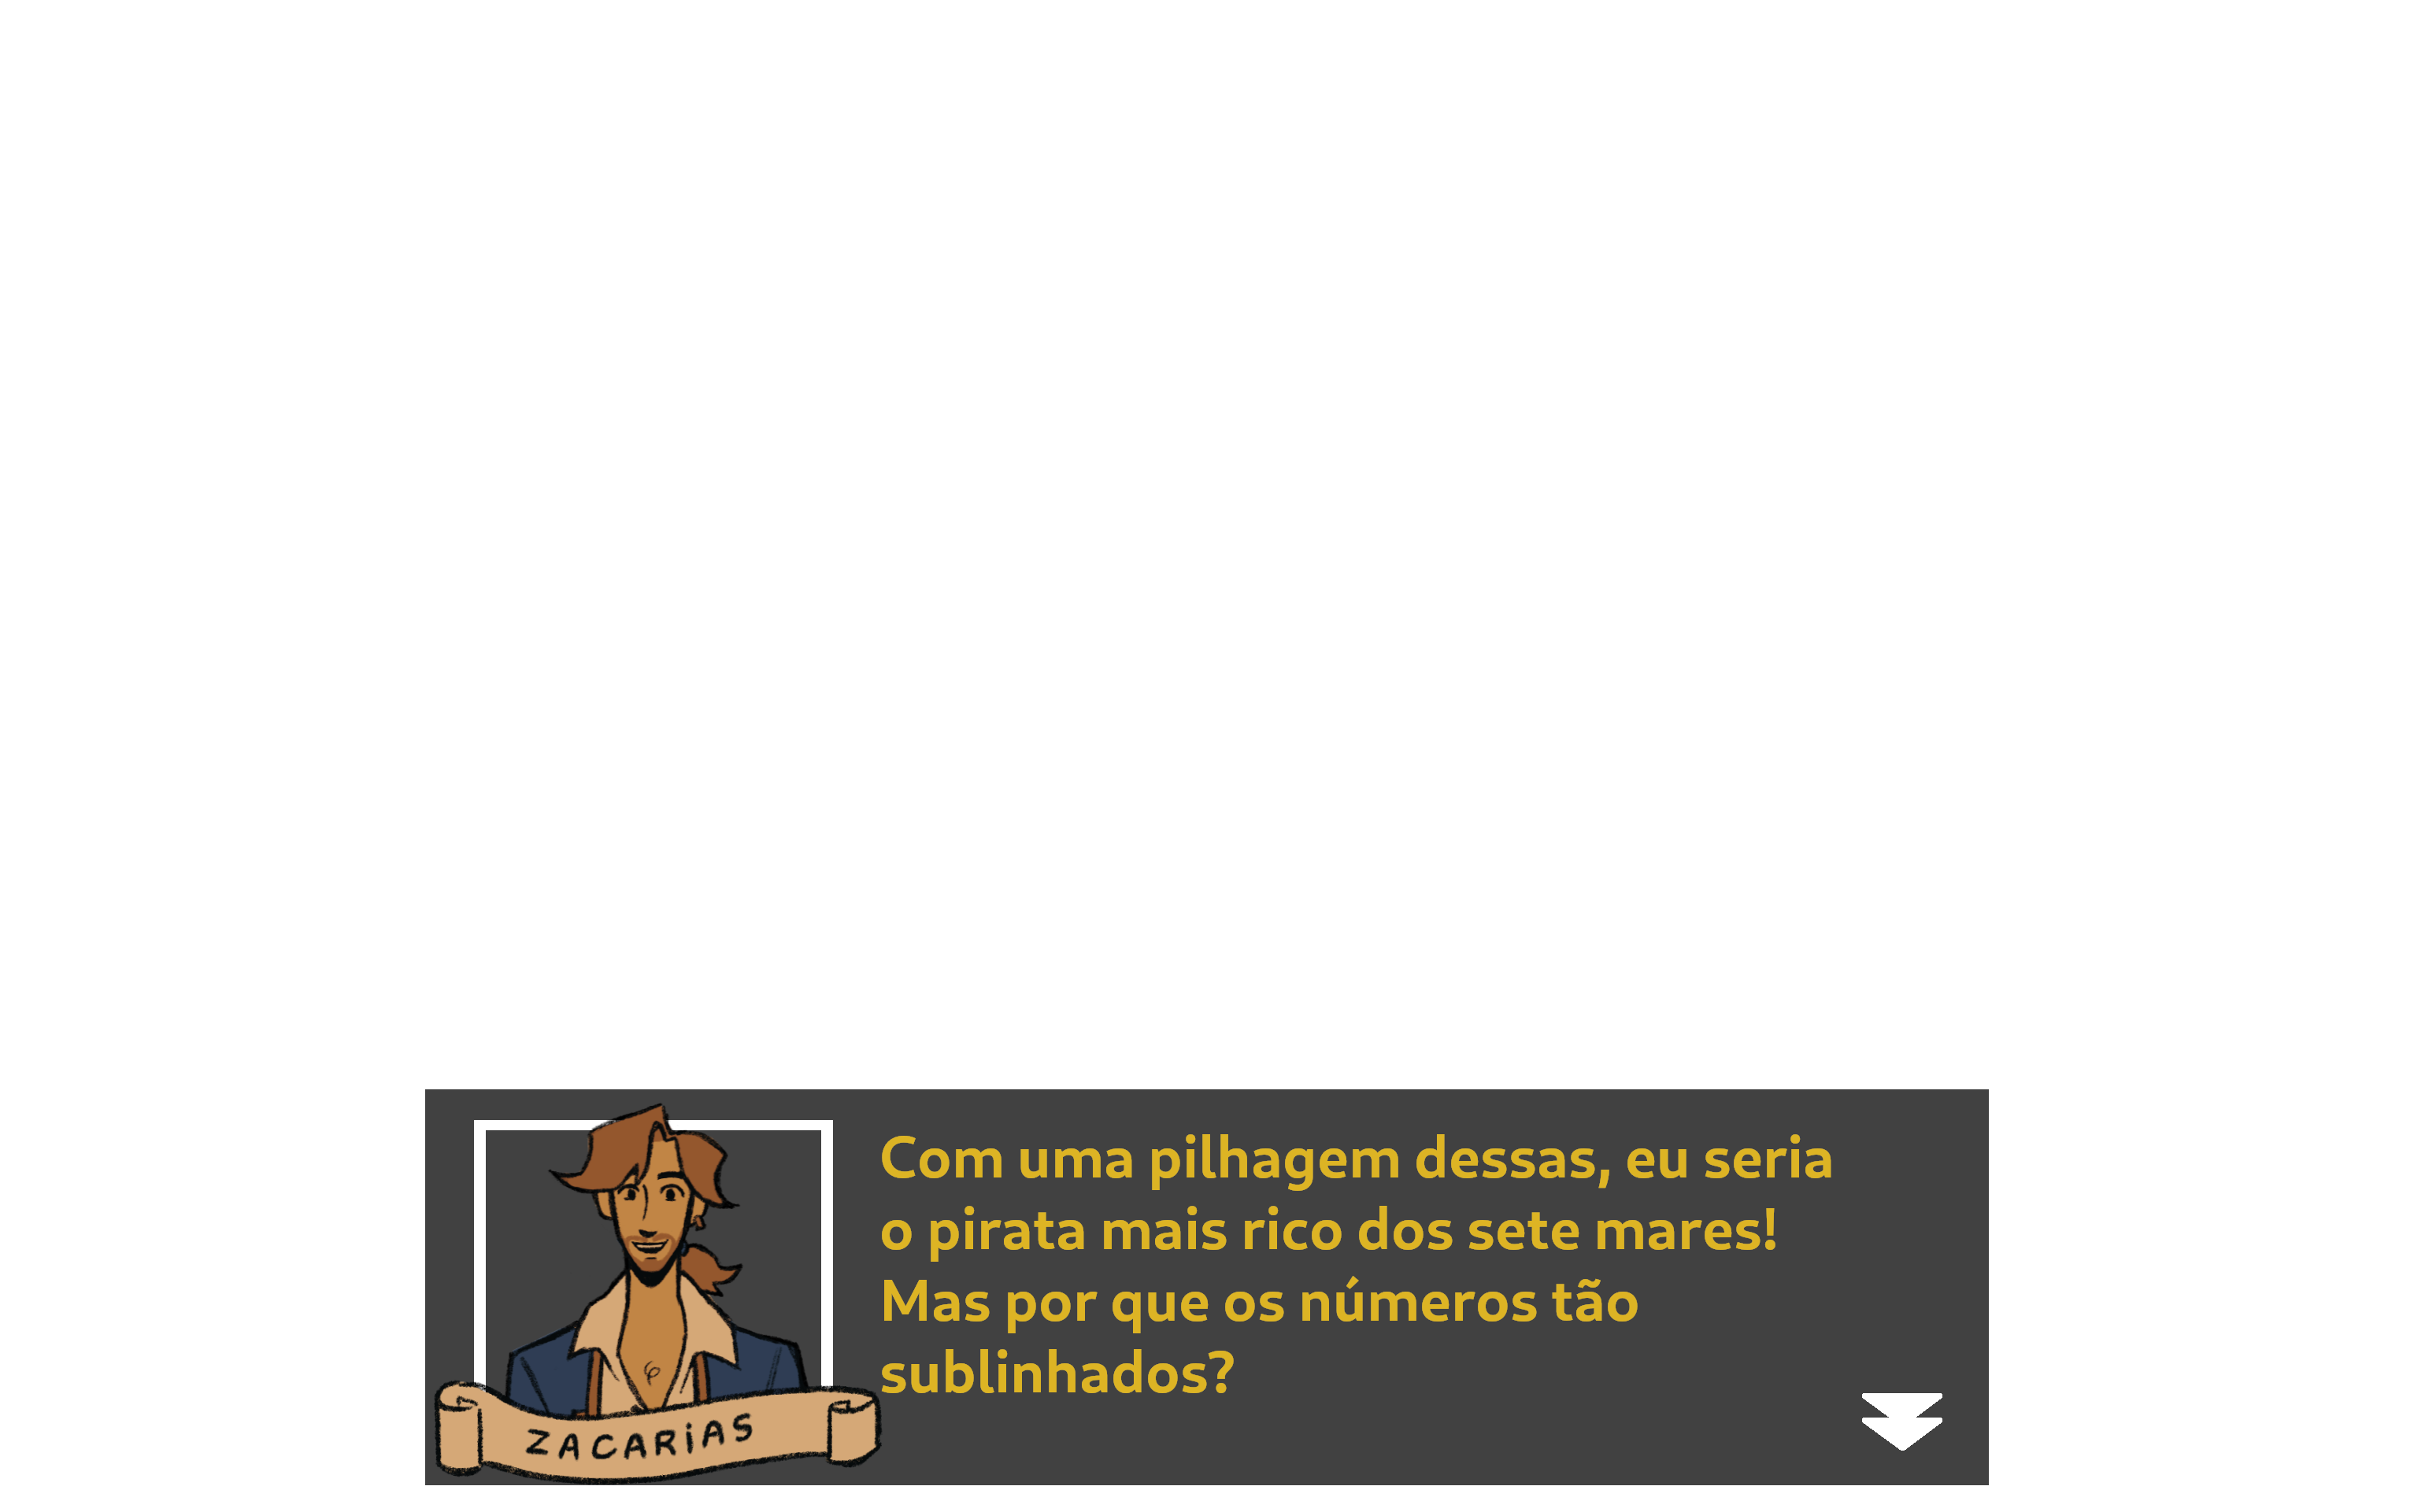 Com uma pilhagem dessas, eu seria
o pirata mais rico dos sete mares!
Mas por que os números tão
sublinhados?
ZACARiAS